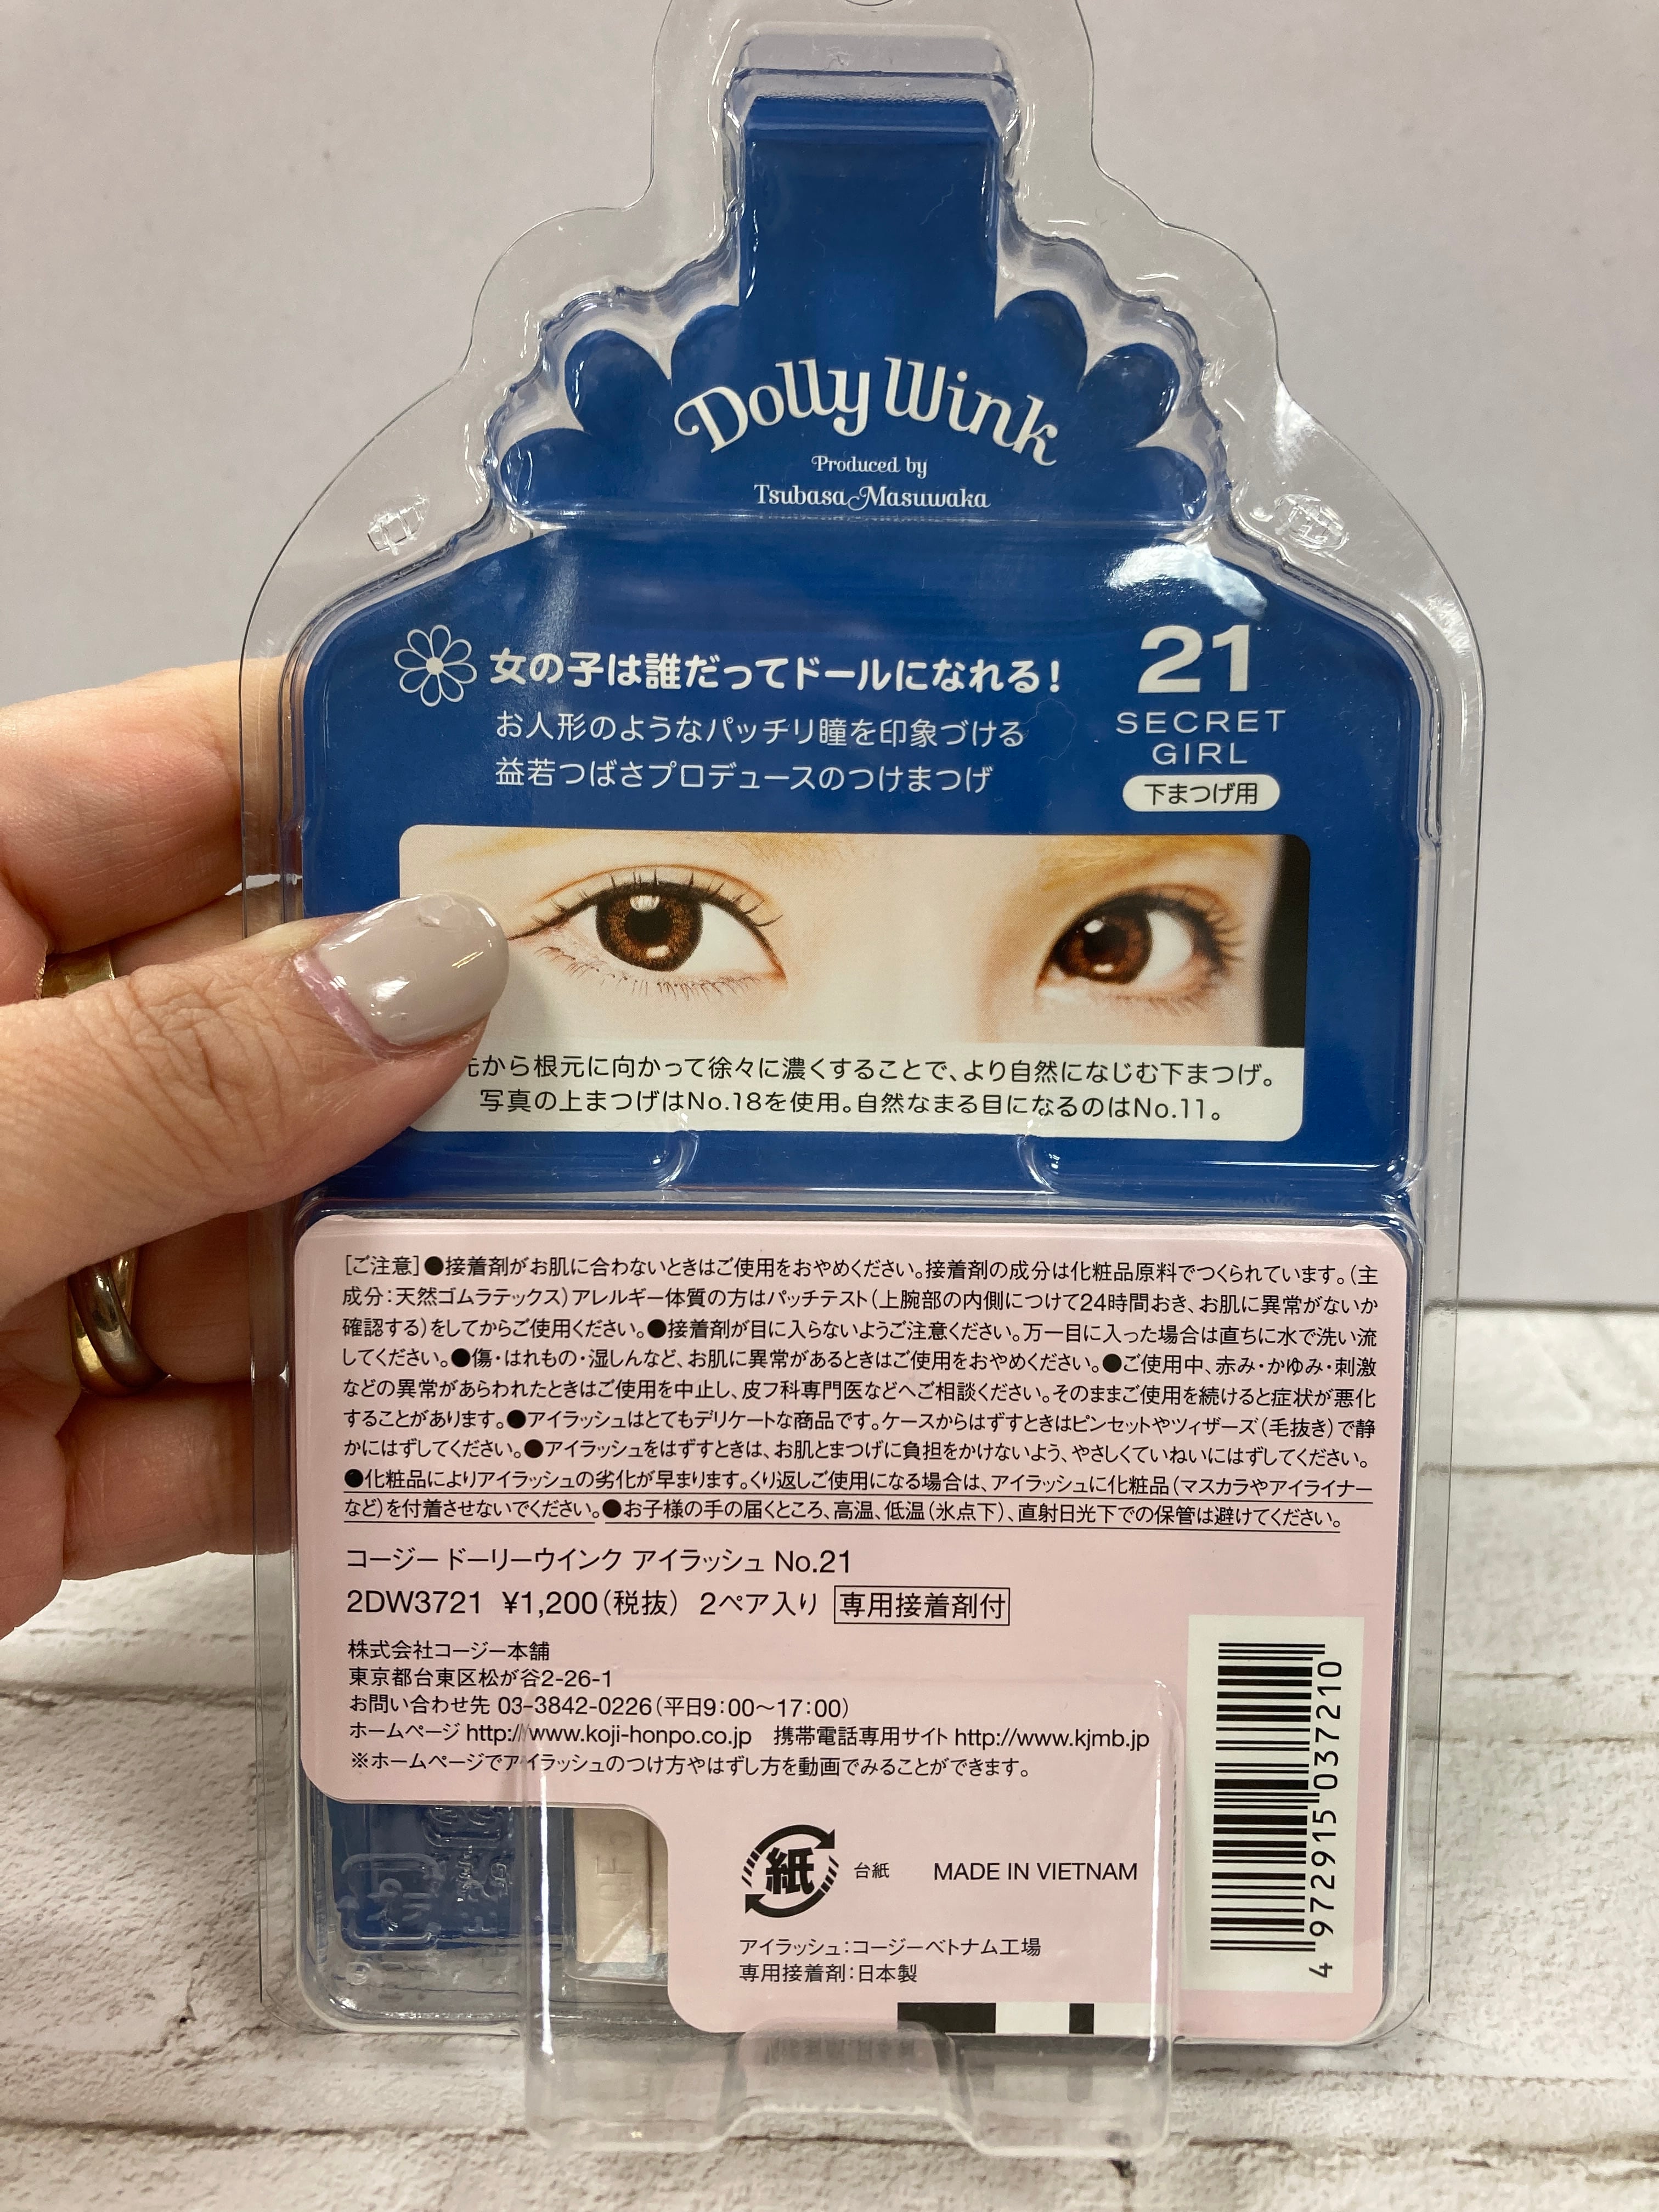 Dolly Wink
Produced by
Tsubasa Masuwaka
女の子は誰だってドールになれる!
お人形のようなパッチリ瞳を印象づける
益若つばさプロデュースのつけまつげ
21
SECRET
GIRL
下まつげ用
から根元に向かって徐々に濃くすることで、より自然になじむ下まつげ。
写真の上まつげはNo.18を使用。自然なまる目になるのはNo.11。
[ご注意]●接着剤がお肌に合わないときはご使用をおやめください。接着剤の成分は化粧品原料でつくられています。(主
成分:天然ゴムラテックス)アレルギー体質の方はパッチテスト(上腕部の内側につけて24時間おき、お肌に異常がないか
確認する)をしてからご使用ください。●接着剤が目に入らないようご注意ください。万一目に入った場合は直ちに水で洗い流
してください。●傷・はれもの・湿しんなど、お肌に異常があるときはご使用をおやめください。●ご使用中、赤み・かゆみ・刺激
などの異常があらわれたときはご使用を中止し、皮フ科専門医などへご相談ください。そのままご使用を続けると症状が悪化
することがあります。●アイラッシュはとてもデリケートな商品です。ケースからはずすときはピンセットやツィザーズ(毛抜き)で静
かにはずしてください。●アイラッシュをはずすときは、お肌とまつげに負担をかけないよう、やさしくていねいにはずしてください。
●化粧品によりアイラッシュの劣化が早まります。くり返しご使用になる場合は、アイラッシュに化粧品(マスカラやアイライナー
など)を付着させないでください。●お子様の手の届くところ、高温、低温(氷点下)、直射日光下での保管は避けてください。
コージー ドーリーウインク アイラッシュ No.21
2DW3721 ¥1,200(税抜) 2ペア入り 専用接着剤付
株式会社コージー本舗
東京都台東区松が谷2-26-1
お問い合わせ先 03-3842-0226(平日9:00〜17:00)
ホームページ http://www.koji-honpo.co.jp 携帯電話専用サイト http://www.kjmb.jp
※ホームページでアイラッシュのつけ方やはずし方を動画でみることができます。
紙 台紙 MADE IN VIETNAM
アイラッシュ:コージーベトナム工場
専用接着剤:日本製
4 972915 037210